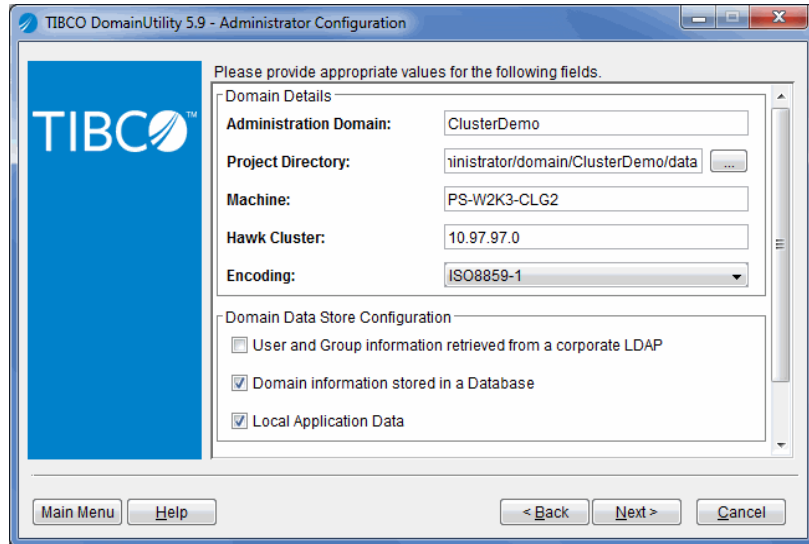 TIBCO DomainUtility 5.9 - Administrator Configuration
TIBCO™
Please provide appropriate values for the following fields.
Domain Details
Administration Domain: ClusterDemo
Project Directory: ninistrator/domain/ClusterDemo/data ...
Machine: PS-W2K3-CLG2
Hawk Cluster: 10.97.97.0
Encoding: ISO8859-1
Domain Data Store Configuration
User and Group information retrieved from a corporate LDAP
Domain information stored in a Database
Local Application Data
Main Menu Help < Back Next > Cancel